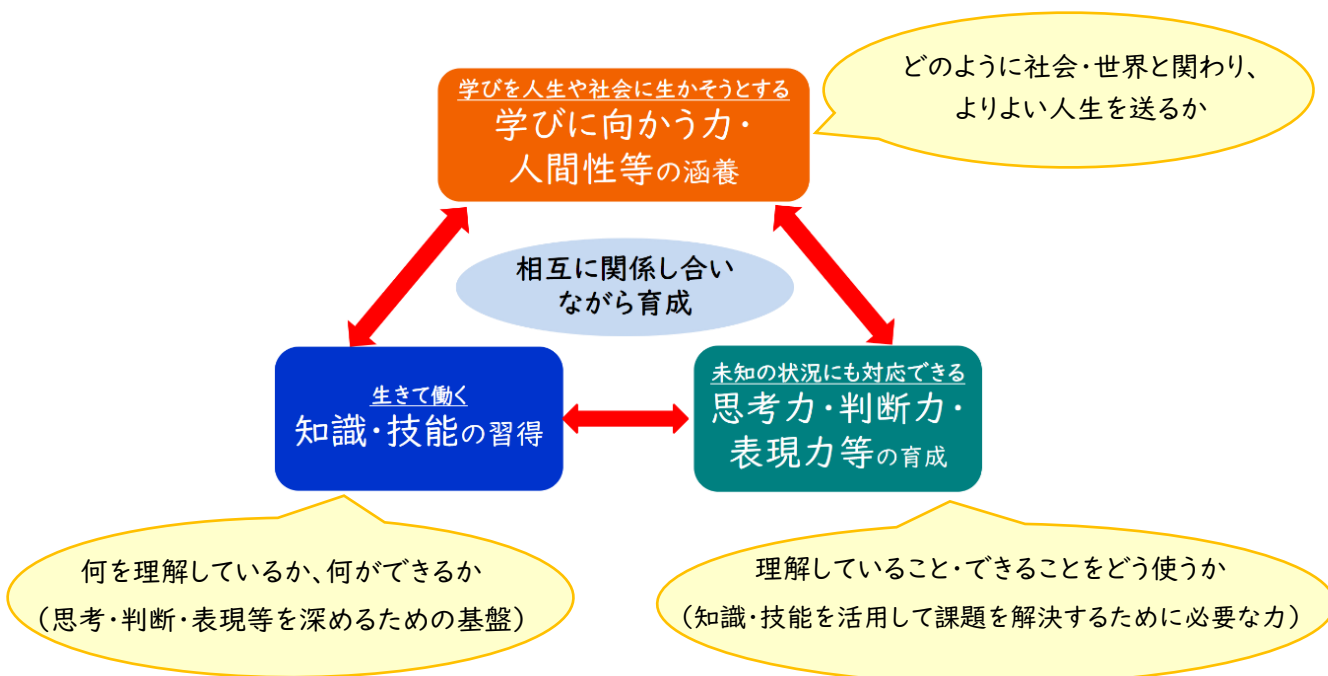 どのように社会・世界と関わり、
よりよい人生を送るか
学びを人生や社会に生かそうとする
学びに向かう力・
人間性等の涵養
相互に関係し合い
ながら育成
生きて働く
知識・技能の習得
未知の状況にも対応できる
思考力・判断力・
表現力等の育成
何を理解しているか、何ができるか
（思考・判断・表現等を深めるための基盤）
理解していること・できることをどう使うか
（知識・技能を活用して課題を解決するために必要な力）